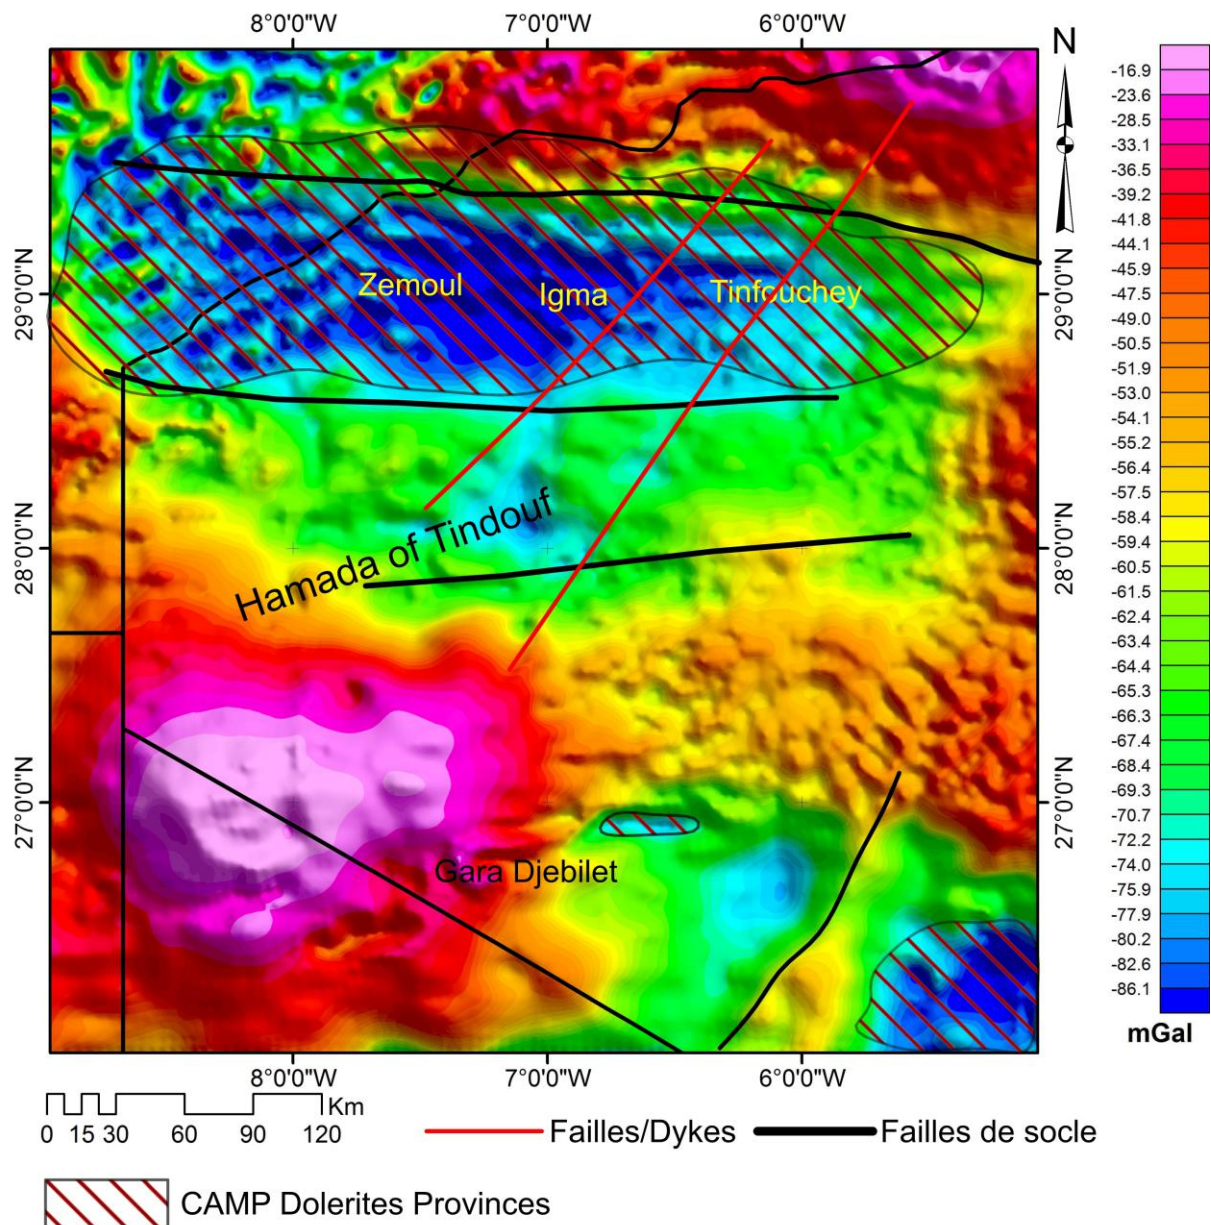 8°0'0"W 7°0'0"W 6°0'0"W
N
29°0'0"N
28°0'0"N
27°0'0"N
Zemoul
Igma
Tinfouchey
Hamada of Tindouf
Gara Djebilet
29°0'0"N
28°0'0"N
27°0'0"N
-16.9
-23.6
-28.5
-33.1
-36.5
-39.2
-41.8
-44.1
-45.9
-47.5
-49.0
-50.5
-51.9
-53.0
-54.1
-55.2
-56.4
-57.5
-58.4
-59.4
-60.5
-61.5
-62.4
-63.4
-64.4
-65.3
-66.3
-67.4
-68.4
-69.4
-70.7
-72.2
-74.0
-75.9
-77.9
-80.2
-82.6
-86.1
mGal
8°0'0"W 7°0'0"W 6°0'0"W
Km
0 15 30 60 90 120
Failles/Dykes
Failles de socle
CAMP Dolerites Provinces